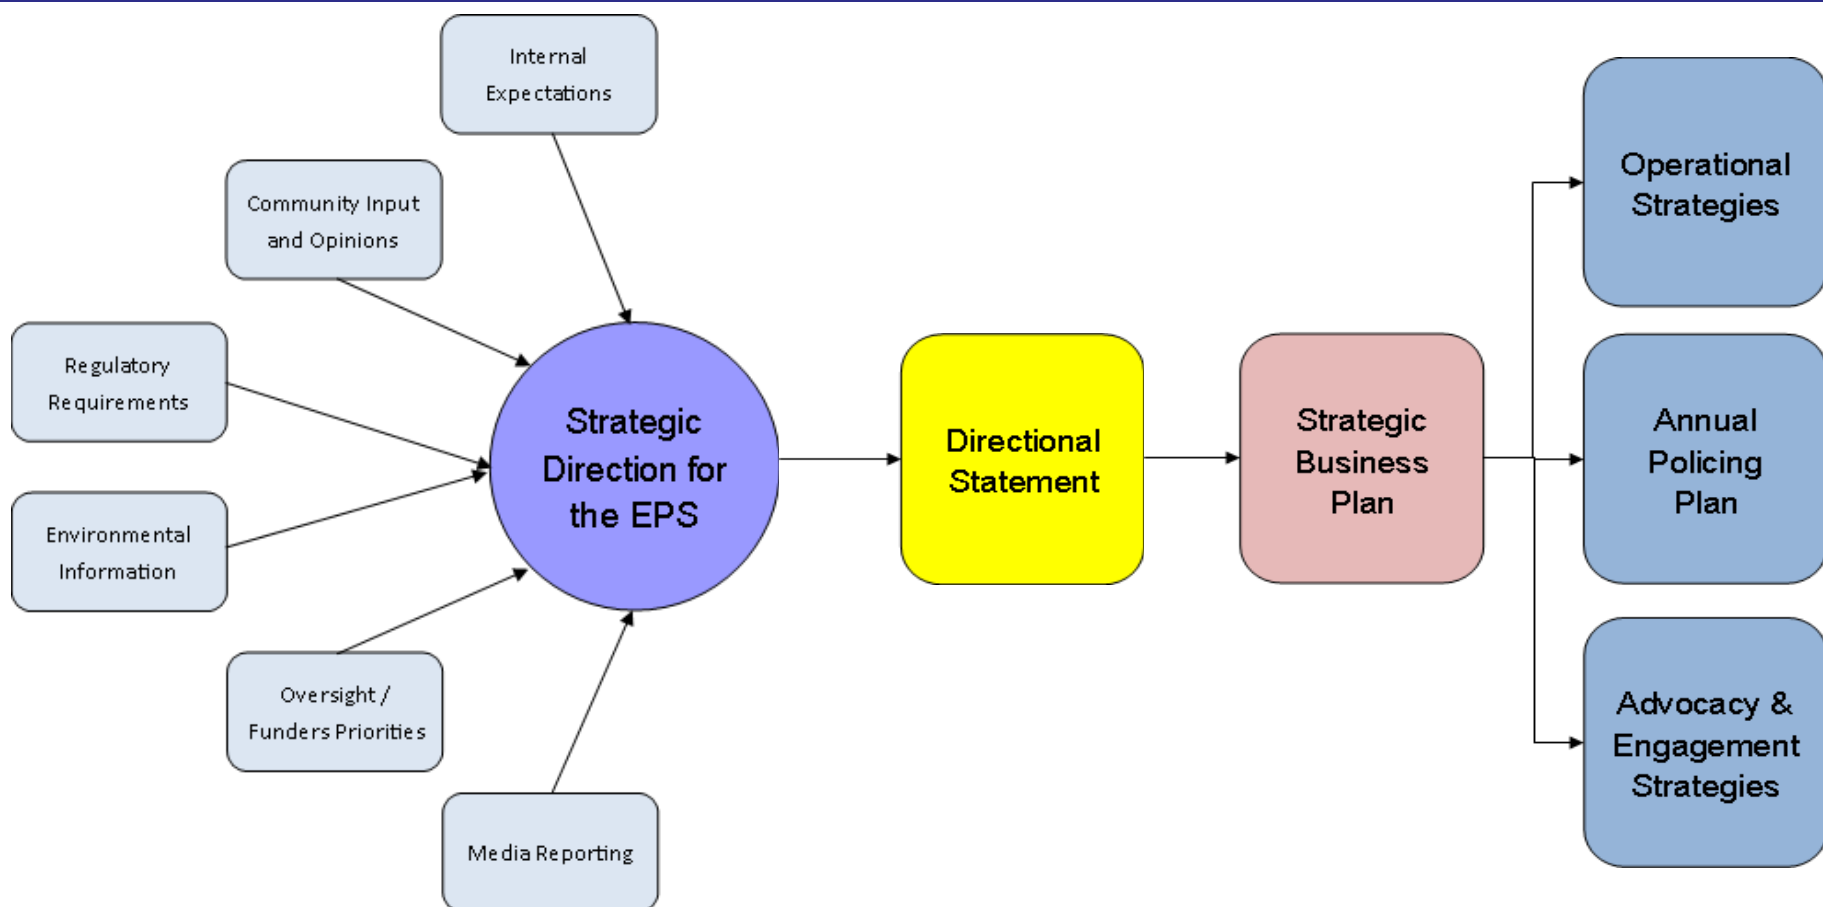 Internal
Expectations
Community Input
and Opinions
Regulatory
Requirements
Environmental
Information
Oversight /
Funders Priorities
Media Reporting
Strategic
Direction for
the EPS
Directional
Statement
Strategic
Business
Plan
Operational
Strategies
Annual
Policing
Plan
Advocacy &
Engagement
Strategies